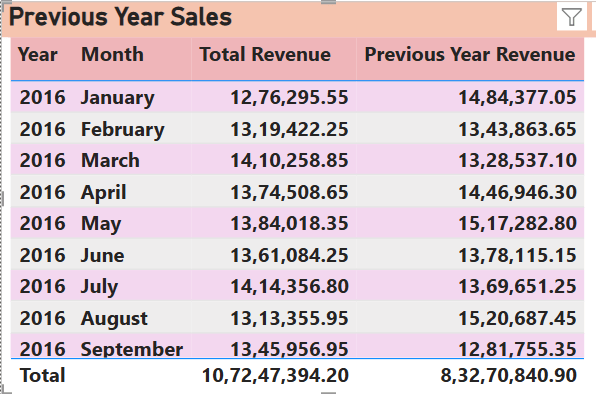 Previous Year Sales
Year Month Total Revenue Previous Year Revenue
2016 January 12,76,295.55 14,84,377.05
2016 February 13,19,422.25 13,43,863.65
2016 March 14,10,258.85 13,28,537.10
2016 April 13,74,508.65 14,46,946.30
2016 May 13,84,018.35 15,17,282.80
2016 June 13,61,084.25 13,78,115.15
2016 July 14,14,356.80 13,69,651.25
2016 August 13,13,355.95 15,20,687.45
2016 September 13,45,956.95 12,81,755.35
Total 10,72,47,394.20 8,32,70,840.90